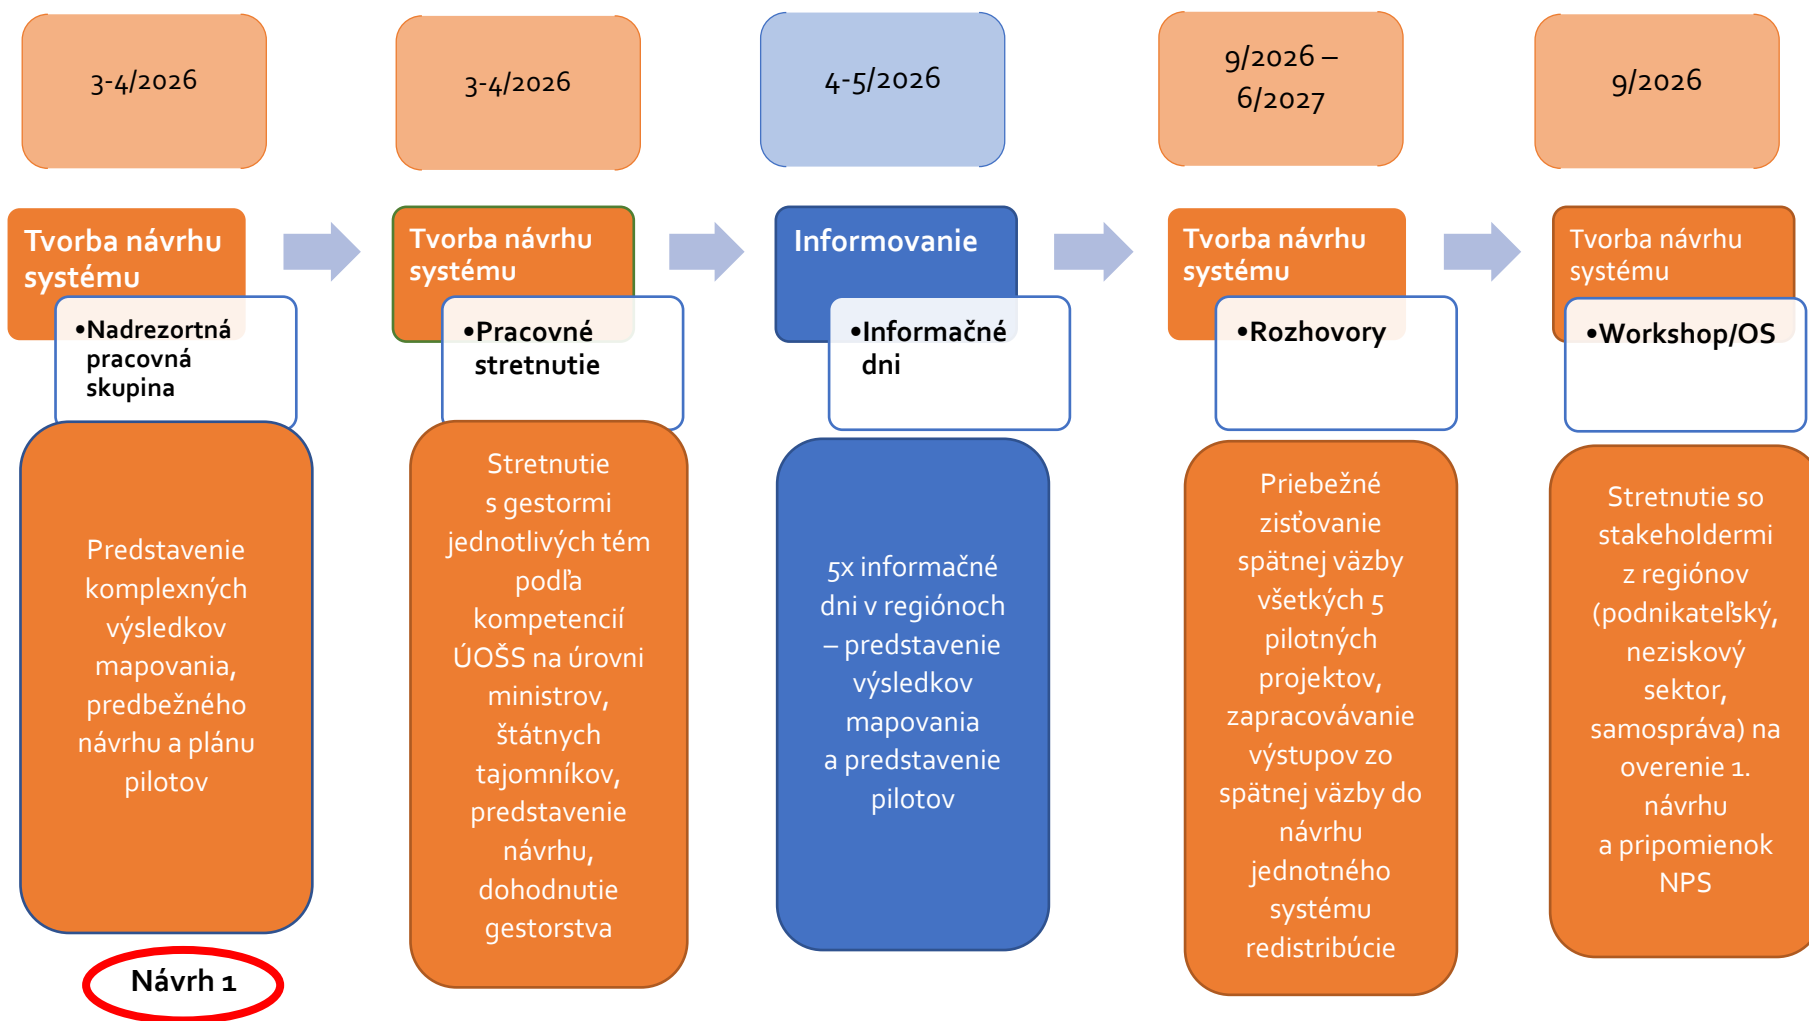 3-4/2026
3-4/2026
4-5/2026
9/2026 –
6/2027
9/2026
Tvorba návrhu
systému
•Nadrezortná
pracovná
skupina
Tvorba návrhu
systému
•Pracovné
stretnutie
Informovanie
•Informačné
dni
Tvorba návrhu
systému
•Rozhovory
Tvorba návrhu
systému
•Workshop/OS
Predstavenie
komplexných
výsledkov
mapovania,
predbežného
návrhu a plánu
pilotov
Stretnutie
s gestormi
jednotlivých tém
podľa
kompetencií
ÚOŠS na úrovni
ministrov,
štátnych
tajomníkov,
predstavenie
návrhu,
dohodnutie
gestorstva
5x informačné
dni v regiónoch
– predstavenie
výsledkov
mapovania
a predstavenie
pilotov
Priebežné
zisťovanie
spätnej väzby
všetkých 5
pilotných
projektov,
zapracovávanie
výstupov zo
spätnej väzby do
návrhu
jednotného
systému
redistribúcie
Stretnutie so
stakeholdermi
z regiónov
(podnikateľský,
neziskový
sektor,
samospráva) na
overenie 1.
návrhu
a pripomienok
NPS
Návrh 1